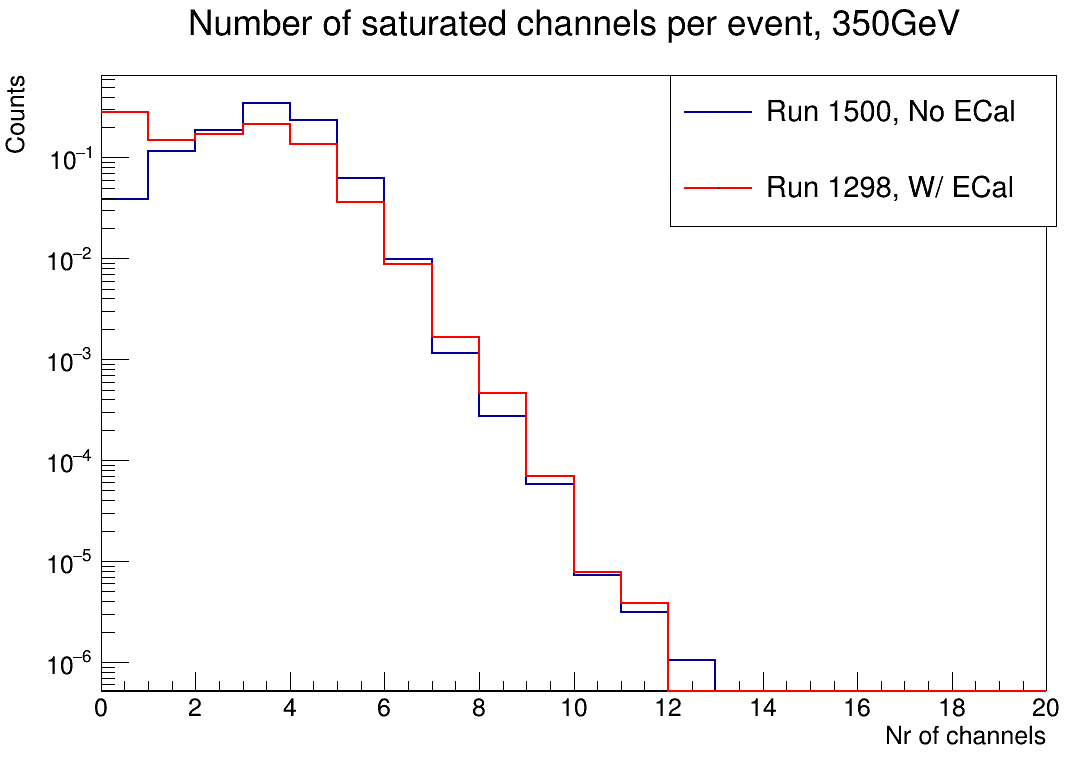 Number of saturated channels per event, 350GeV
Counts
Run 1500, No ECal
Run 1298, W/ ECal
10⁻¹
10⁻²
10⁻³
10⁻⁴
10⁻⁵
10⁻⁶
0 2 4 6 8 10 12 14 16 18 20
Nr of channels